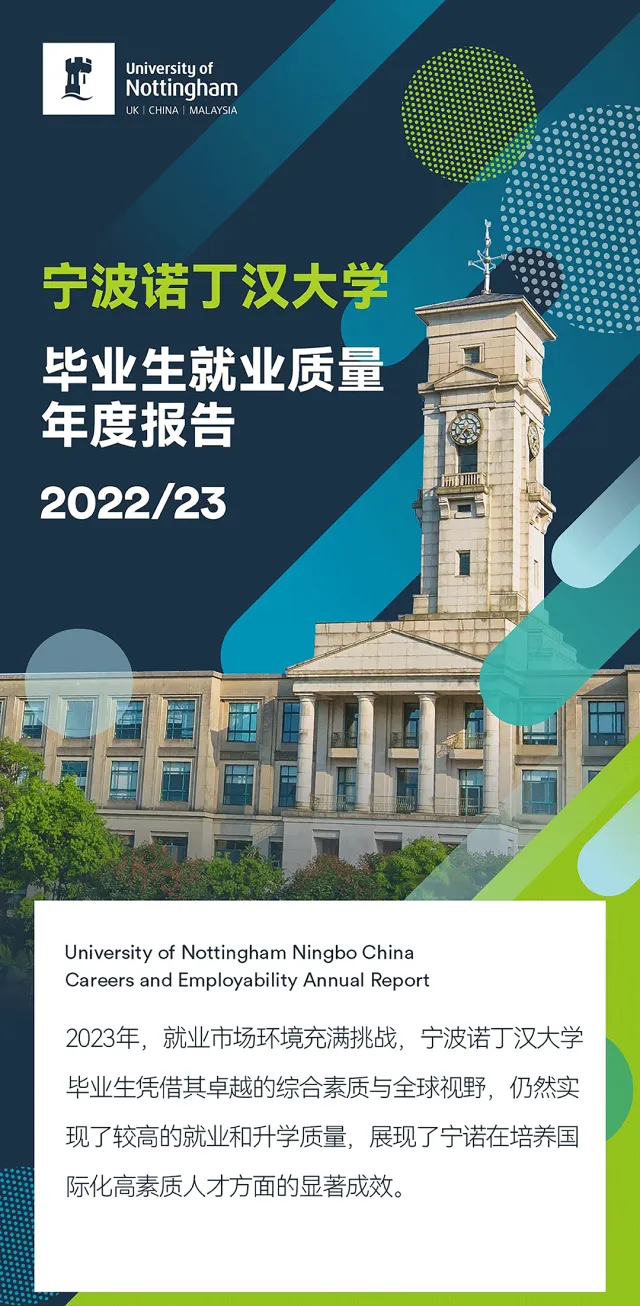 University of
Nottingham
UK | CHINA | MALAYSIA
宁波诺丁汉大学
毕业生就业质量
年度报告
2022/23
University of Nottingham Ningbo China
Careers and Employability Annual Report
2023年，就业市场环境充满挑战，宁波诺丁汉大学
毕业生凭借其卓越的综合素质与全球视野，仍然实
现了较高的就业和升学质量，展现了宁诺在培养国
际化高素质人才方面的显著成效。